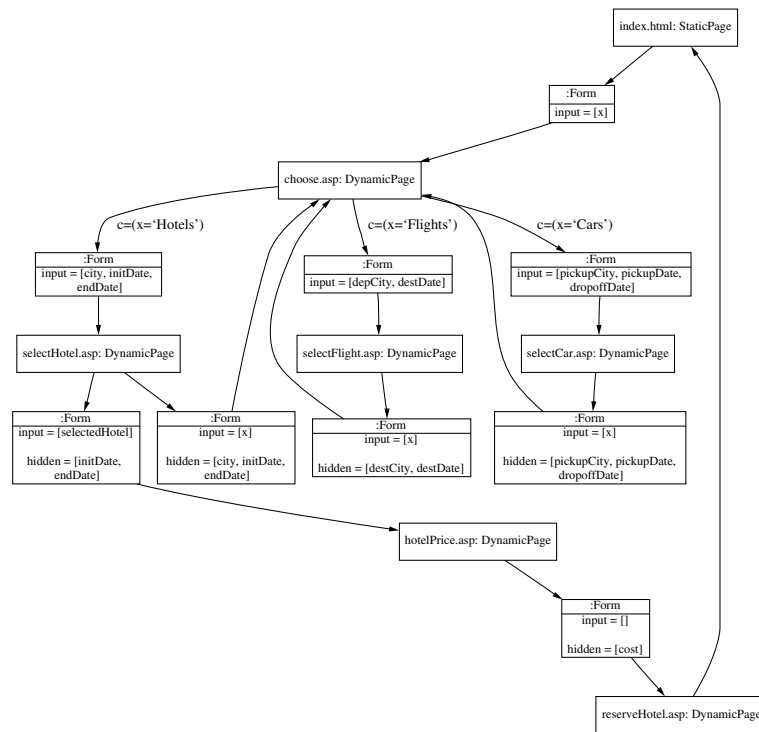 index.html: StaticPage
:Form
input = [x]
choose.asp: DynamicPage
c=(x=‘Hotels’)
c=(x=‘Flights’)
c=(x=‘Cars’)
:Form
input = [city, initDate,
endDate]
:Form
input = [depCity, destDate]
:Form
input = [pickupCity, pickupDate,
dropoffDate]
selectHotel.asp: DynamicPage
selectFlight.asp: DynamicPage
selectCar.asp: DynamicPage
:Form
input = [selectedHotel]
hidden = [initDate,
endDate]
:Form
input = [x]
hidden = [city, initDate,
endDate]
:Form
input = [x]
hidden = [destCity, destDate]
:Form
input = [x]
hidden = [pickupCity, pickupDate,
dropoffDate]
hotelPrice.asp: DynamicPage
:Form
input = []
hidden = [cost]
reserveHotel.asp: DynamicPage